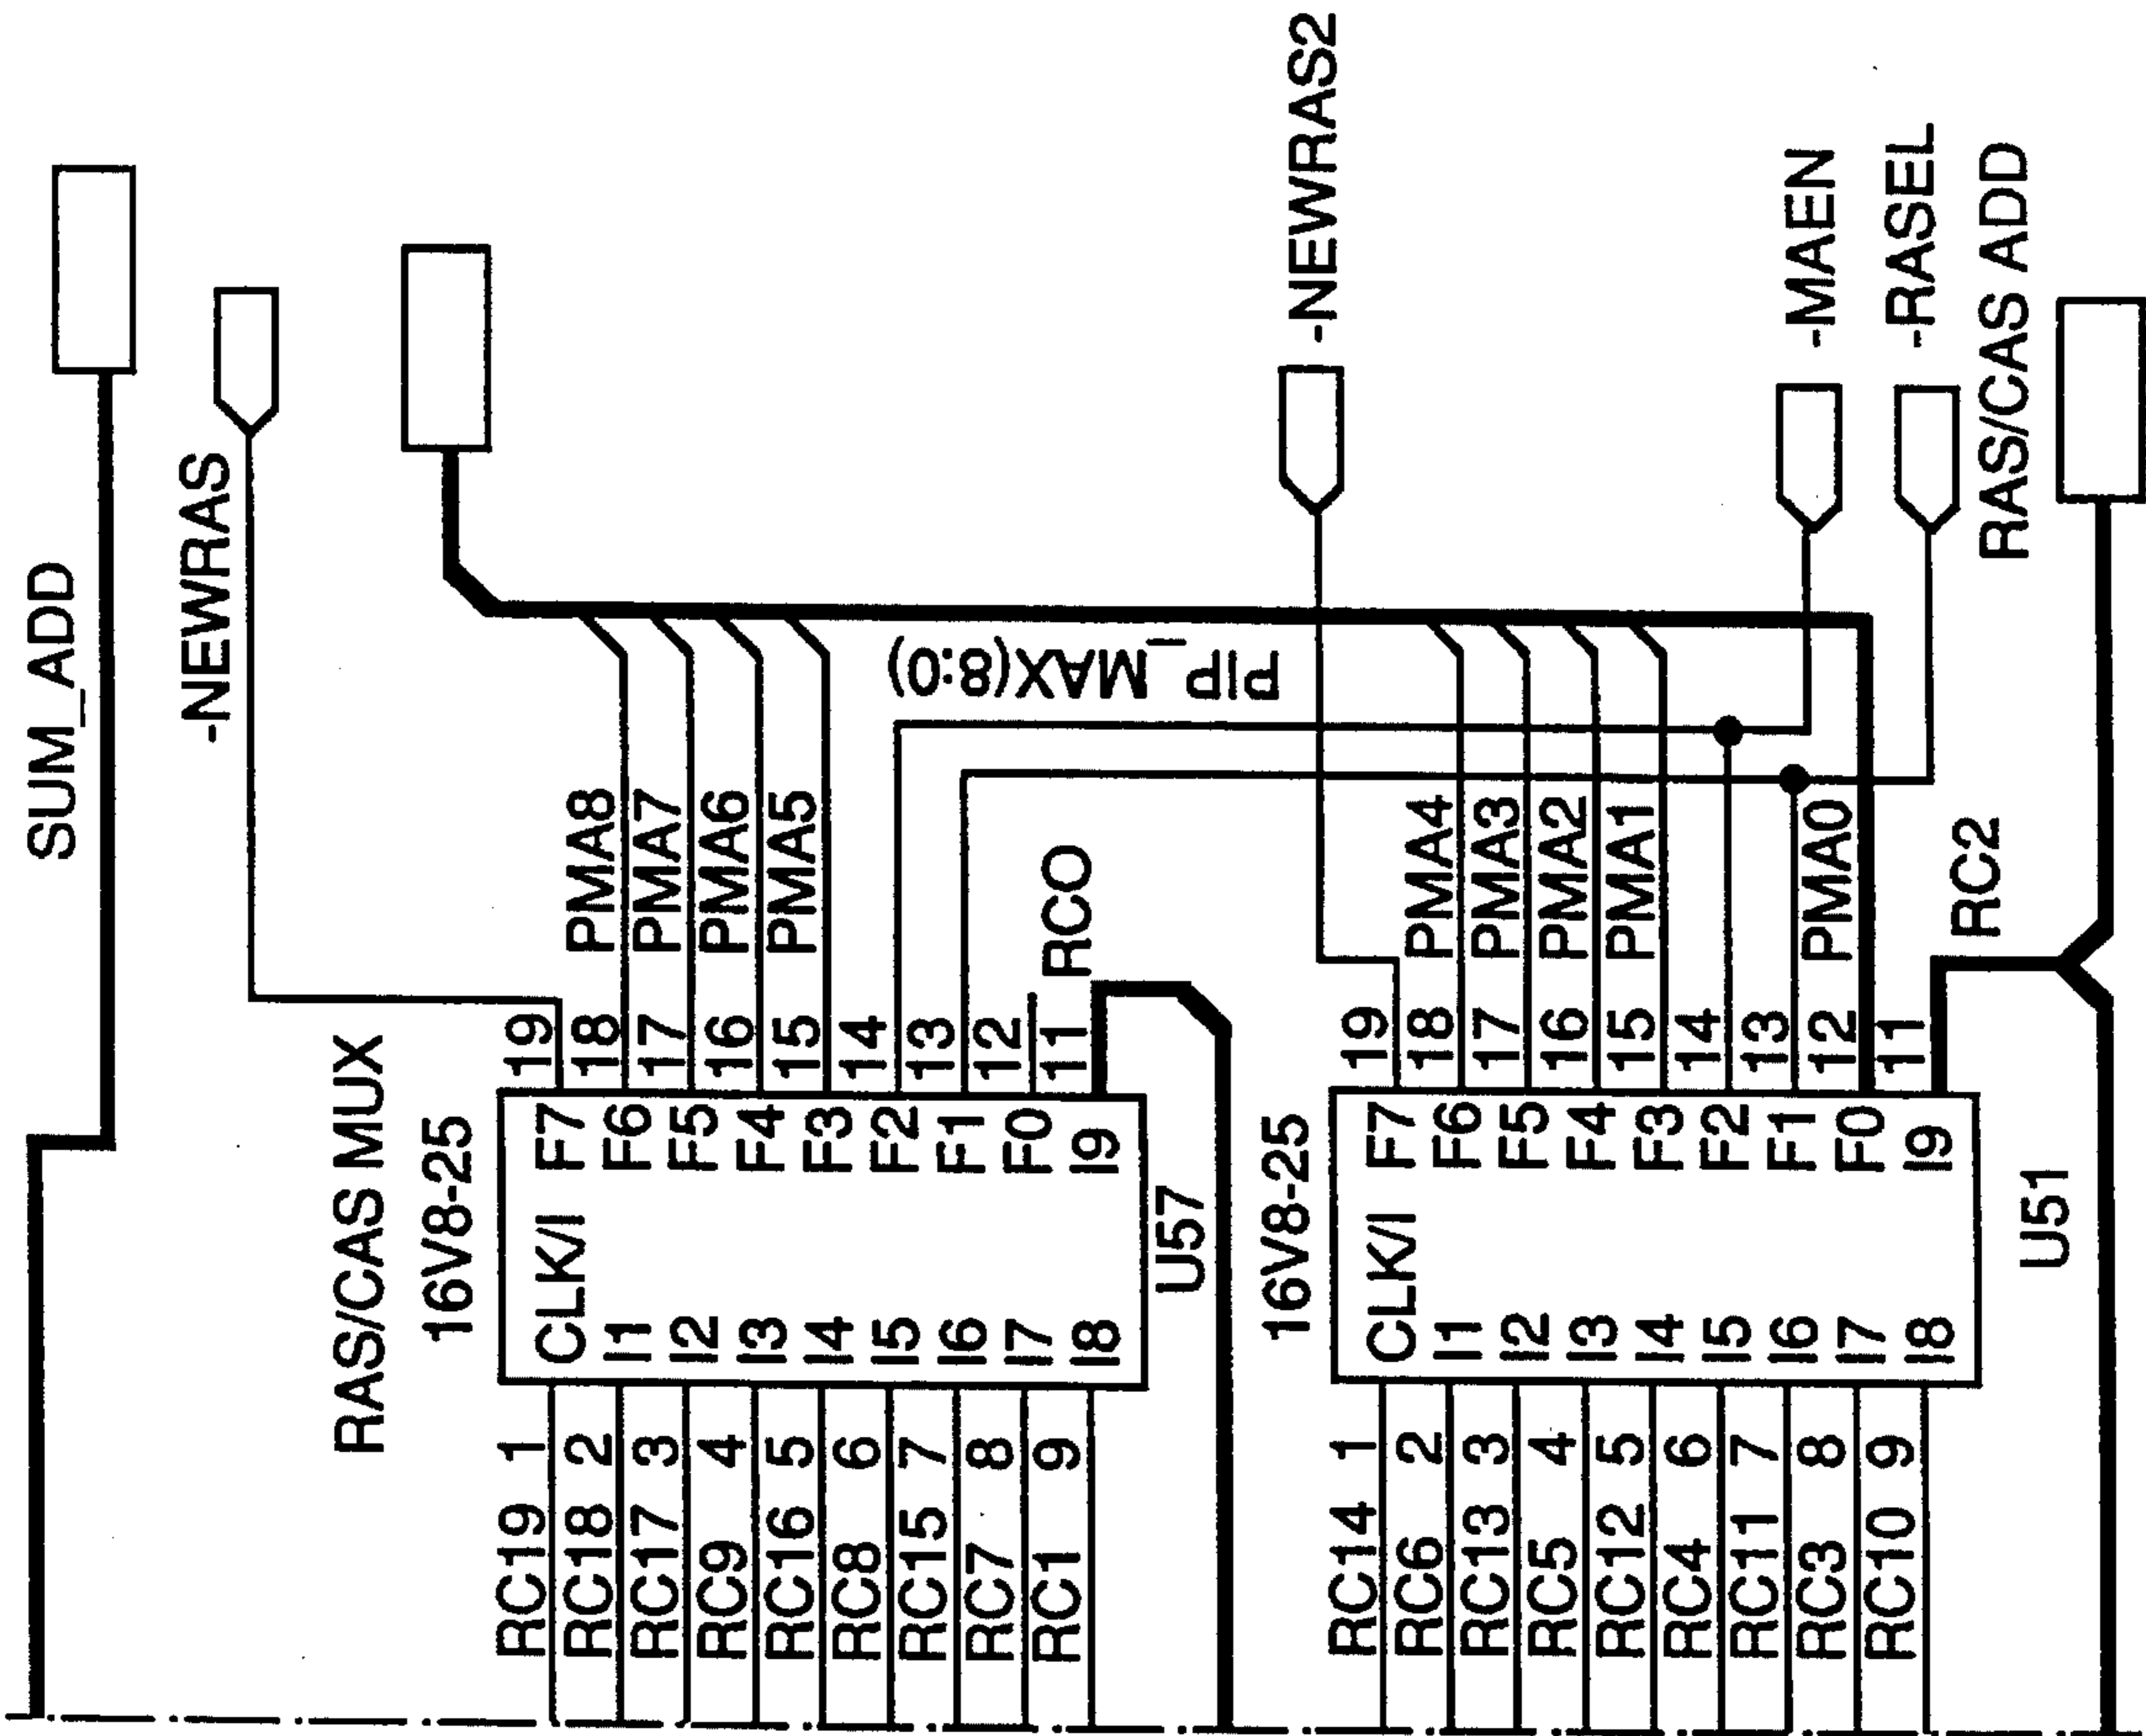 SUM_ADD
-NEWRAS
RAS/CAS MUX
16V8-25
RC19 1 CLK/I F7 19
RC18 2 I1 F6 18 PMA8
RC17 3 I2 F5 17 PMA7
RC9 4 I3 F4 16 PMA6
RC16 5 I4 F3 15 PMA5
RC8 6 I5 F2 14
RC15 7 I6 F1 13
RC7 8 I7 F0 12
RC1 9 I8 I9 11 RCO
U57
PIP_MAX(8:0)
-NEWRAS2
16V8-25
RC14 1 CLK/I F7 19
RC6 2 I1 F6 18 PMA4
RC13 3 I2 F5 17 PMA3
RC5 4 I3 F4 16 PMA2
RC12 5 I4 F3 15 PMA1
RC4 6 I5 F2 14
RC11 7 I6 F1 13
RC3 8 I7 F0 12 PMA0
RC10 9 I8 I9 11
RC2
U51
-MAEN
-RASEL
RAS/CAS ADD